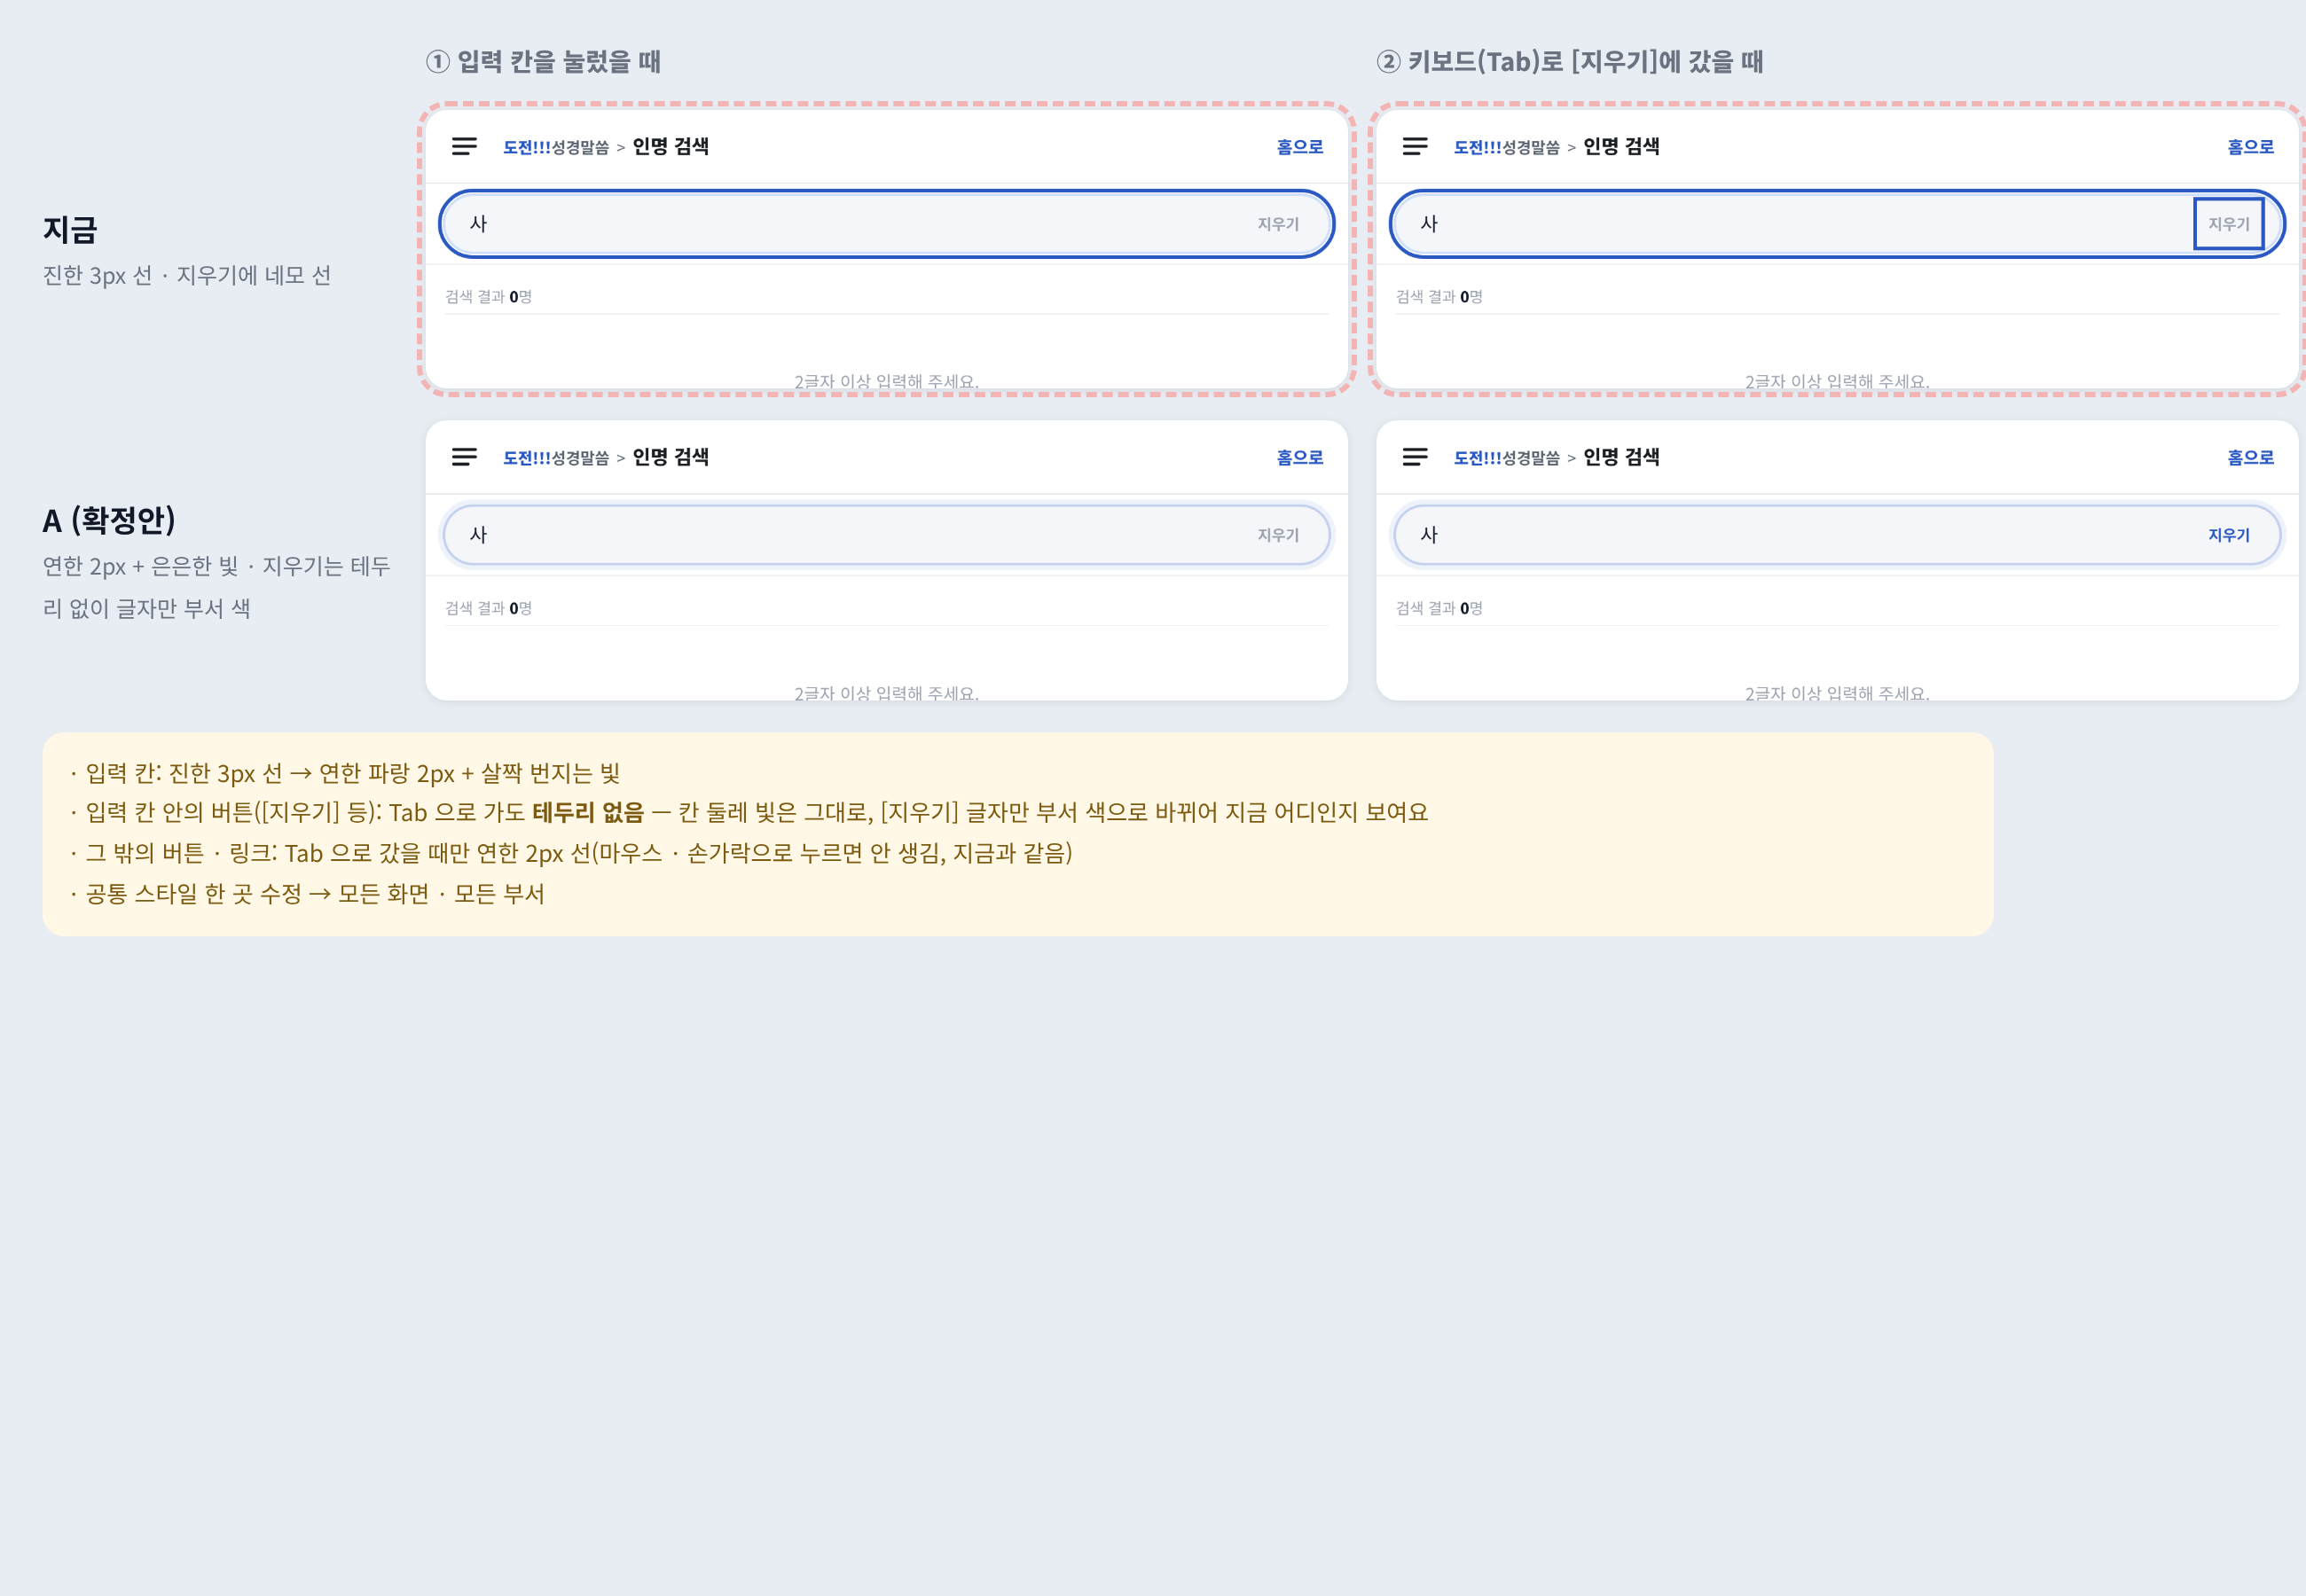 ① 입력 칸을 눌렀을 때
② 키보드(Tab)로 [지우기]에 갔을 때
지금
진한 3px 선 · 지우기에 네모 선
도전!!!성경말씀 > 인명 검색
홈으로
사
지우기
검색 결과 0명
2글자 이상 입력해 주세요.
도전!!!성경말씀 > 인명 검색
홈으로
사
지우기
검색 결과 0명
2글자 이상 입력해 주세요.
A (확정안)
연한 2px + 은은한 빛 · 지우기는 테두
리 없이 글자만 부서 색
도전!!!성경말씀 > 인명 검색
홈으로
사
지우기
검색 결과 0명
2글자 이상 입력해 주세요.
도전!!!성경말씀 > 인명 검색
홈으로
사
지우기
검색 결과 0명
2글자 이상 입력해 주세요.
· 입력 칸: 진한 3px 선 → 연한 파랑 2px + 살짝 번지는 빛
· 입력 칸 안의 버튼([지우기] 등): Tab 으로 가도 테두리 없음 — 칸 둘레 빛은 그대로, [지우기] 글자만 부서 색으로 바뀌어 지금 어디인지 보여요
· 그 밖의 버튼 · 링크: Tab 으로 갔을 때만 연한 2px 선(마우스 · 손가락으로 누르면 안 생김, 지금과 같음)
· 공통 스타일 한 곳 수정 → 모든 화면 · 모든 부서